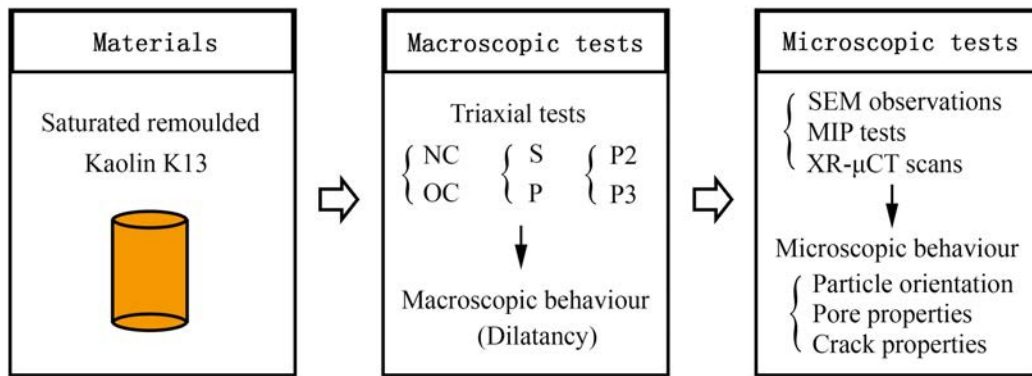 Materials
Saturated remoulded
Kaolin K13
Macroscopic tests
Triaxial tests
NC S P2
OC P P3
Macroscopic behaviour
(Dilatancy)
Microscopic tests
SEM observations
MIP tests
XR-μCT scans
Microscopic behaviour
Particle orientation
Pore properties
Crack properties